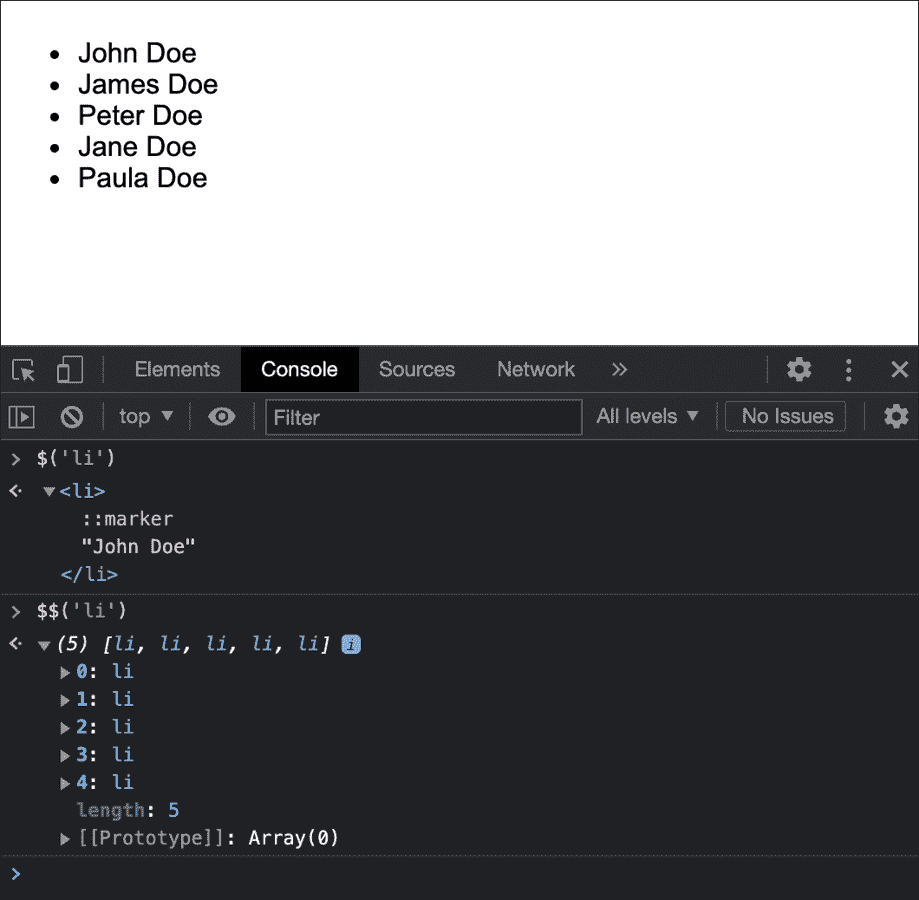 John Doe
James Doe
Peter Doe
Jane Doe
Paula Doe
Elements Console Sources Network »
top ▼ Filter All levels ▼ No Issues
> $('li')
<li>
::marker
"John Doe"
</li>
> $$('li')
(5) [li, li, li, li, li] i
0: li
1: li
2: li
3: li
4: li
length: 5
[[Prototype]]: Array(0)
>